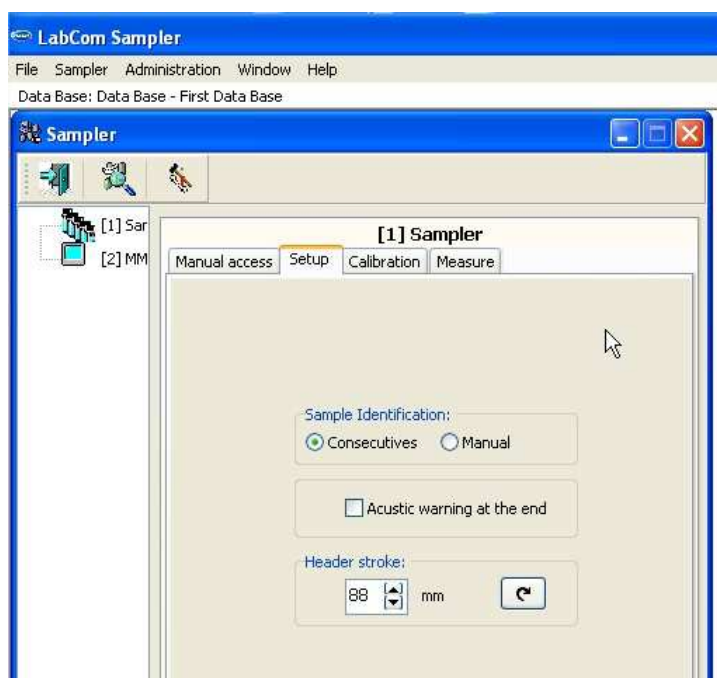 LabCom Sampler
File Sampler Administration Window Help
Data Base: Data Base - First Data Base
Sampler
[1] Sar
[2] MM
[1] Sampler
Manual access Setup Calibration Measure
Sample Identification:
Consecutives Manual
Acustic warning at the end
Header stroke:
88 mm